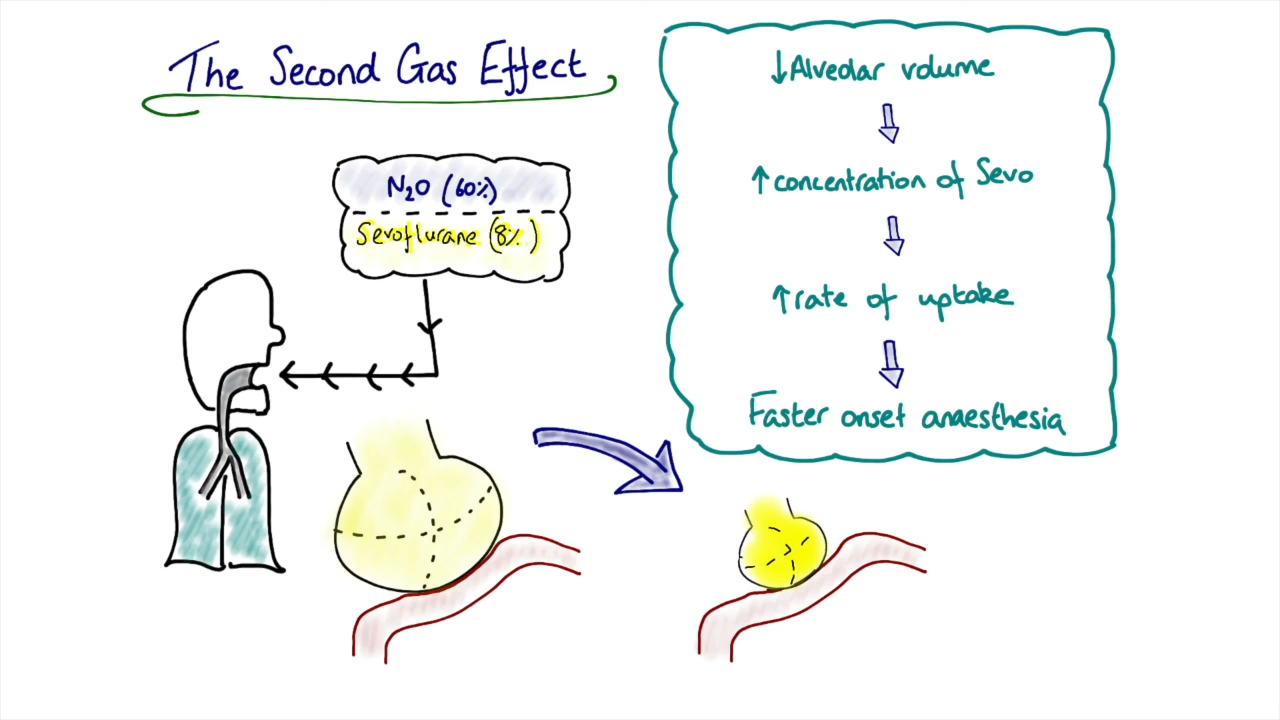 The Second Gas Effect
N₂O (60%)
Sevoflurane (8%)
↓Alveolar volume
↑concentration of Sevo
↑rate of uptake
Faster onset anaesthesia